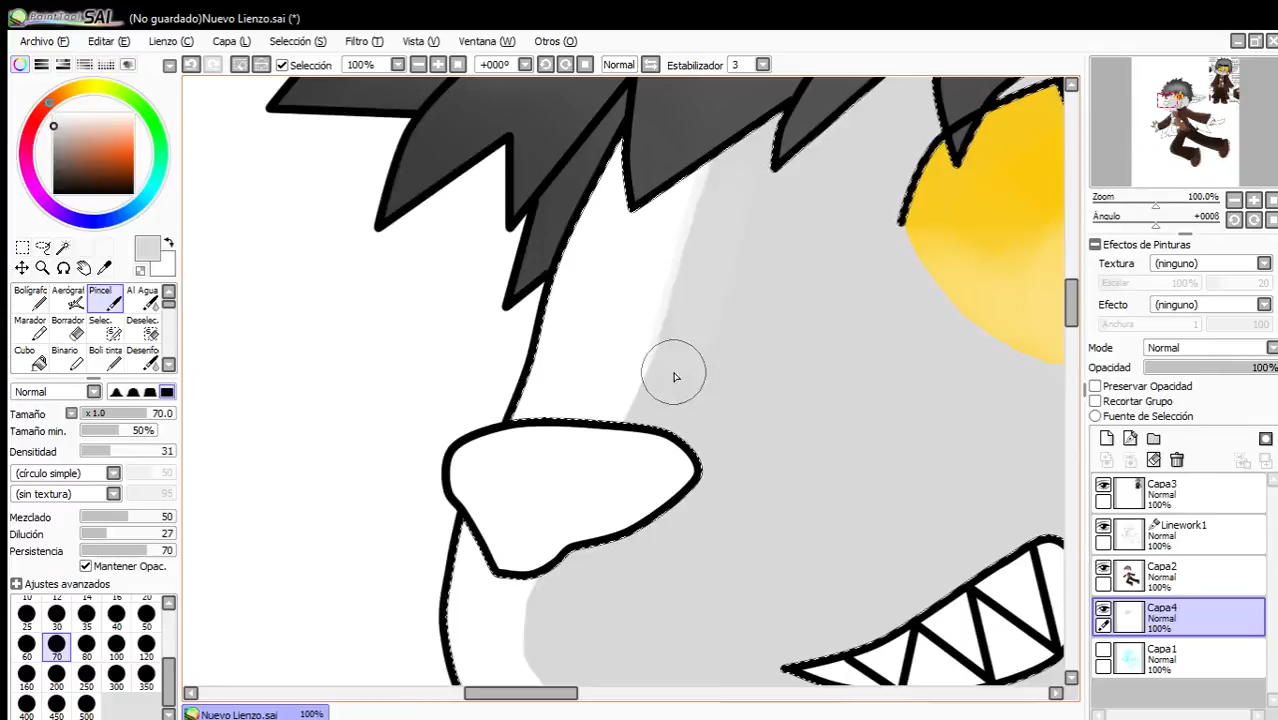 PaintTool SAI (No guardado)Nuevo Lienzo.sai (*)
Archivo (F) Editar (E) Lienzo (C) Capa (L) Selección (S) Filtro (T) Vista (V) Ventana (W) Otros (O)
Selección 100% +000º Normal Estabilizador 3
Zoom 100.0%
Ángulo
Efectos de Pinturas
Textura (ninguno)
Escalar 100% 20
Efecto (ninguno)
Anchura 1 100
Modo Normal
Opacidad 100%
Preservar Opacidad
Recortar Grupo
Fuente de Selección
Bolígrafo Aerógraf Pincel Al Agua
Marador Borrador Selec. Deselec.
Cubo Binario Boli tinta Desenfo
Normal
Tamaño x 1.0 70.0
Tamaño min. 50%
Densitidad 31
(círculo simple) 50
(sin textura) 95
Mezclado 50
Dilución 27
Persistencia 70
Mantener Opac.
Ajustes avanzados
10 12 14 16 20
25 30 35 40 50
60 70 80 100 120
160 200 250 300 350
400 450 500
Capa3
Normal
100%
Linework1
Normal
100%
Capa2
Normal
100%
Capa4
Normal
100%
Capa1
Normal
100%
Nuevo Lienzo.sai 100%